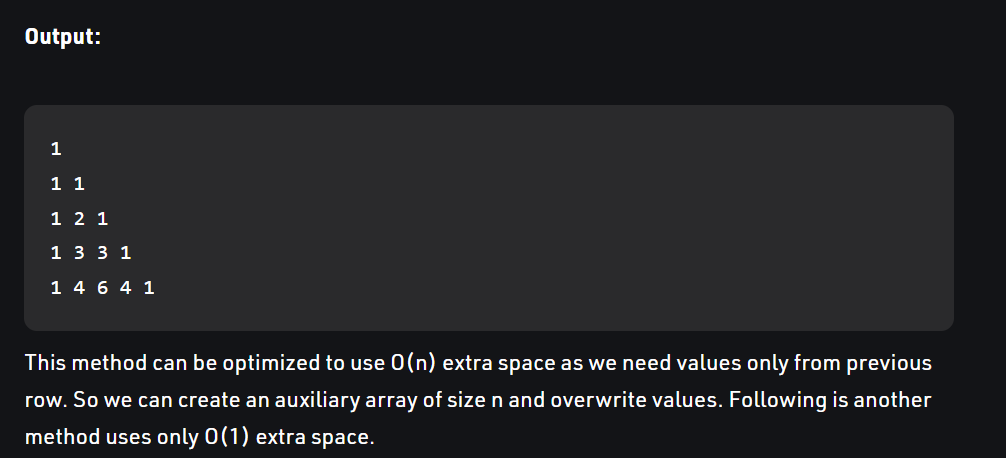 Output:
1
1 1
1 2 1
1 3 3 1
1 4 6 4 1
This method can be optimized to use O(n) extra space as we need values only from previous
row. So we can create an auxiliary array of size n and overwrite values. Following is another
method uses only O(1) extra space.